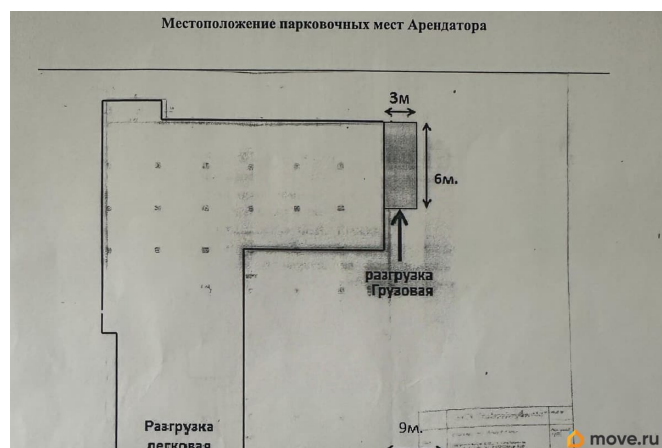 Местоположение парковочных мест Арендатора
3м
6м.
разгрузка
Грузовая
Разгрузка
легковая
9м.
move.ru